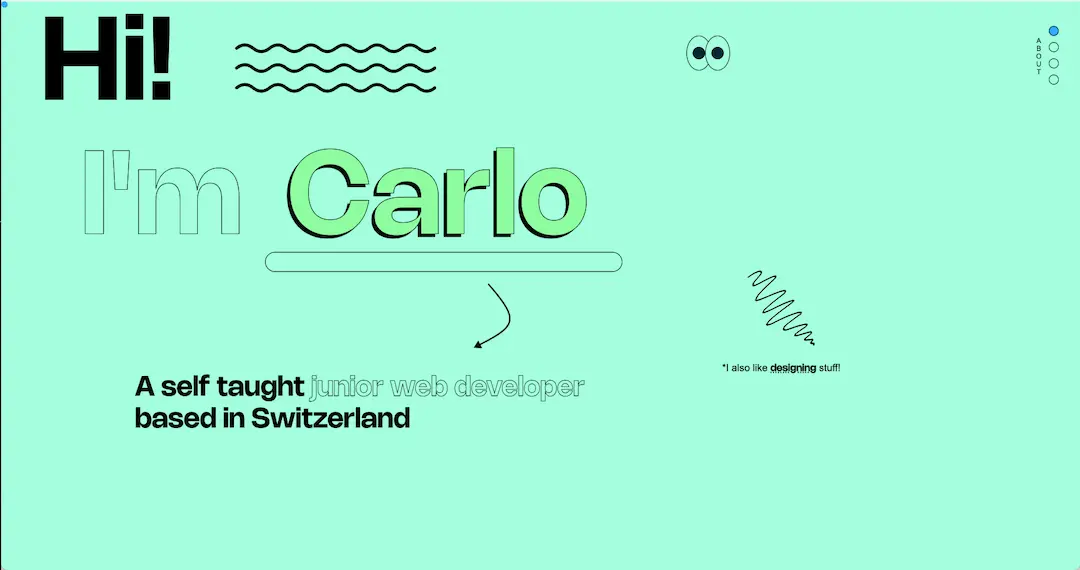 Hi!
ABOUT
I'm Carlo
A self taught junior web developer
based in Switzerland
*I also like designing stuff!